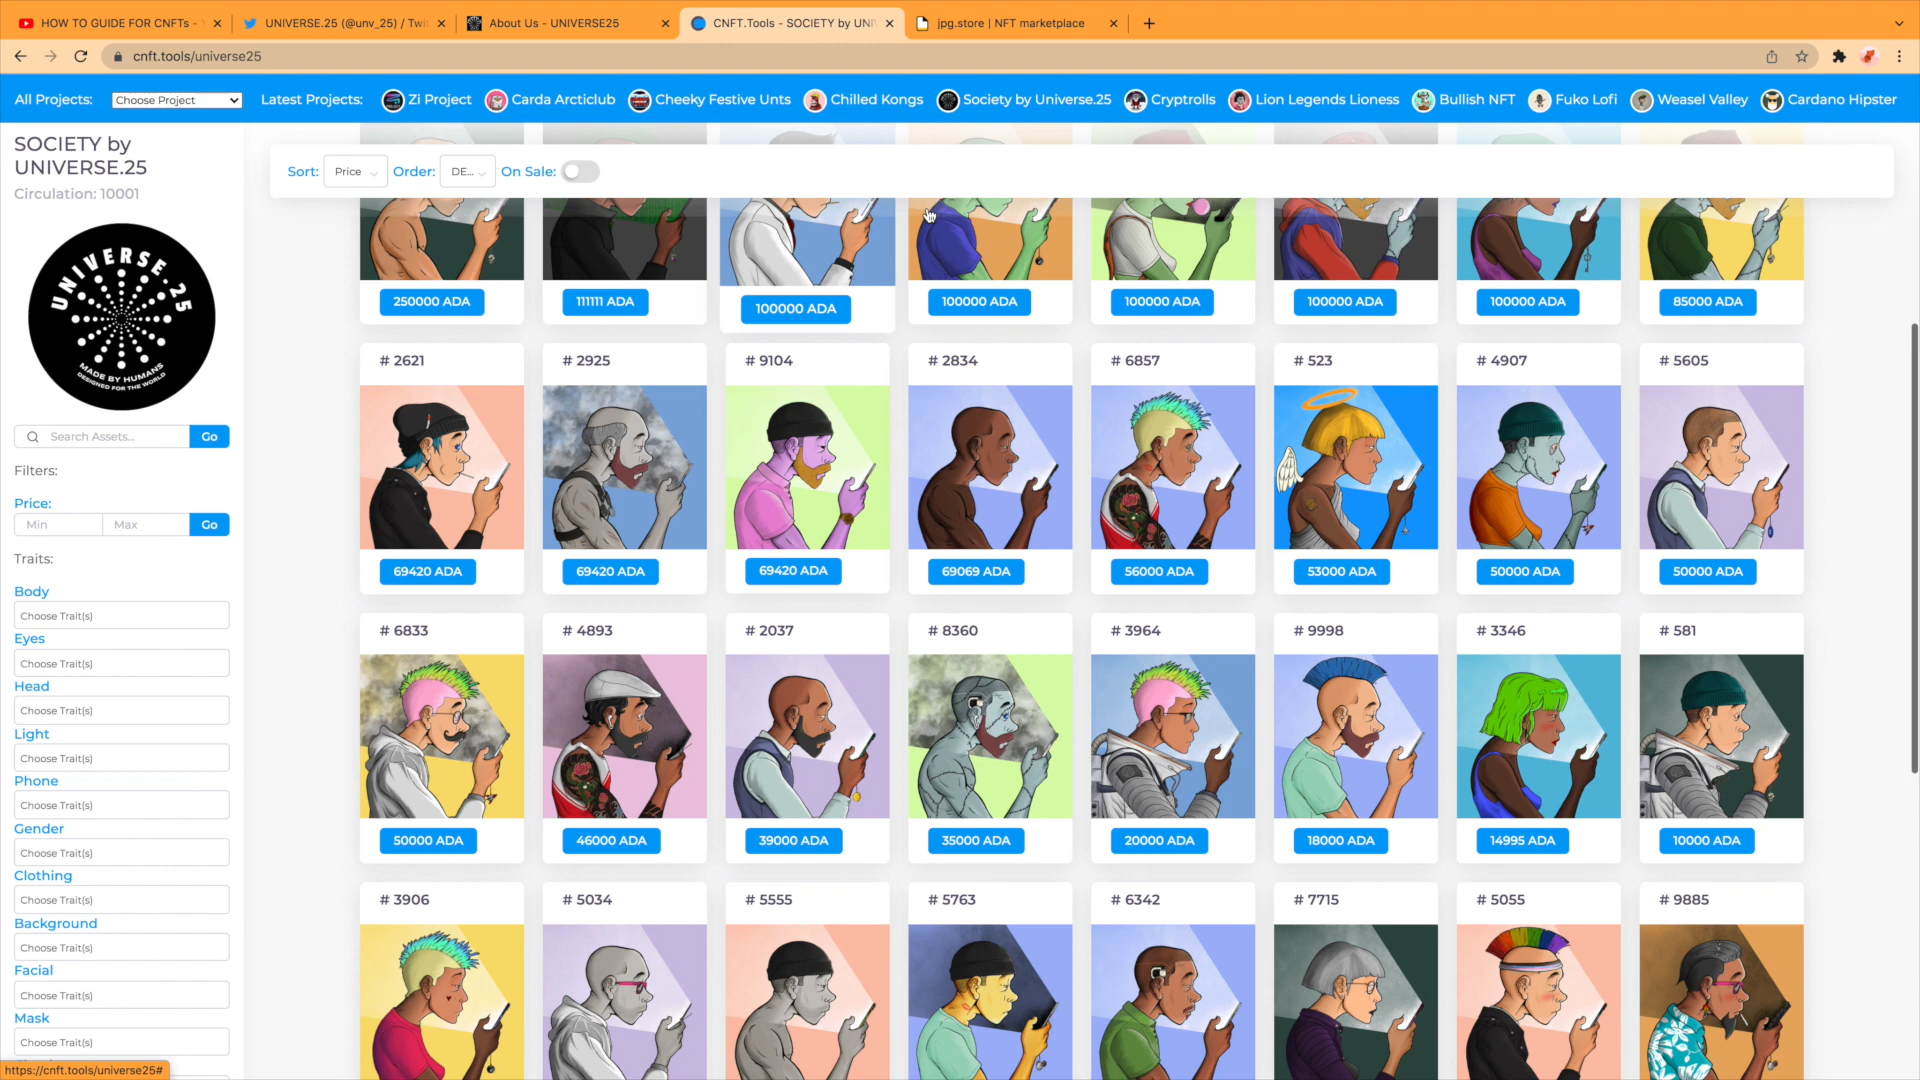 HOW TO GUIDE FOR CNFTs -
UNIVERSE.25 (@unv_25) / Twit
About Us - UNIVERSE25
CNFT.Tools - SOCIETY by UNI
jpg.store | NFT marketplace
cnft.tools/universe25
All Projects:
Choose Project
Latest Projects:
Zi Project
Carda Arcticlub
Cheeky Festive Unts
Chilled Kongs
Society by Universe.25
Cryptrolls
Lion Legends Lioness
Bullish NFT
Fuko Lofi
Weasel Valley
Cardano Hipster
SOCIETY by
UNIVERSE.25
Circulation: 10001
UNIVERSE.25
MADE BY HUMANS
DESIGNED FOR THE WORLD
Search Assets...
Go
Filters:
Price:
Min
Max
Go
Traits:
Body
Choose Trait(s)
Eyes
Choose Trait(s)
Head
Choose Trait(s)
Light
Choose Trait(s)
Phone
Choose Trait(s)
Gender
Choose Trait(s)
Clothing
Choose Trait(s)
Background
Choose Trait(s)
Facial
Choose Trait(s)
Mask
Choose Trait(s)
https://cnft.tools/universe25#
Sort:
Price
Order:
DE...
On Sale:
250000 ADA
111111 ADA
100000 ADA
100000 ADA
100000 ADA
100000 ADA
100000 ADA
85000 ADA
# 2621
# 2925
# 9104
# 2834
# 6857
# 523
# 4907
# 5605
69420 ADA
69420 ADA
69420 ADA
69069 ADA
56000 ADA
53000 ADA
50000 ADA
50000 ADA
# 6833
# 4893
# 2037
# 8360
# 3964
# 9998
# 3346
# 581
50000 ADA
46000 ADA
39000 ADA
35000 ADA
20000 ADA
18000 ADA
14995 ADA
10000 ADA
# 3906
# 5034
# 5555
# 5763
# 6342
# 7715
# 5055
# 9885